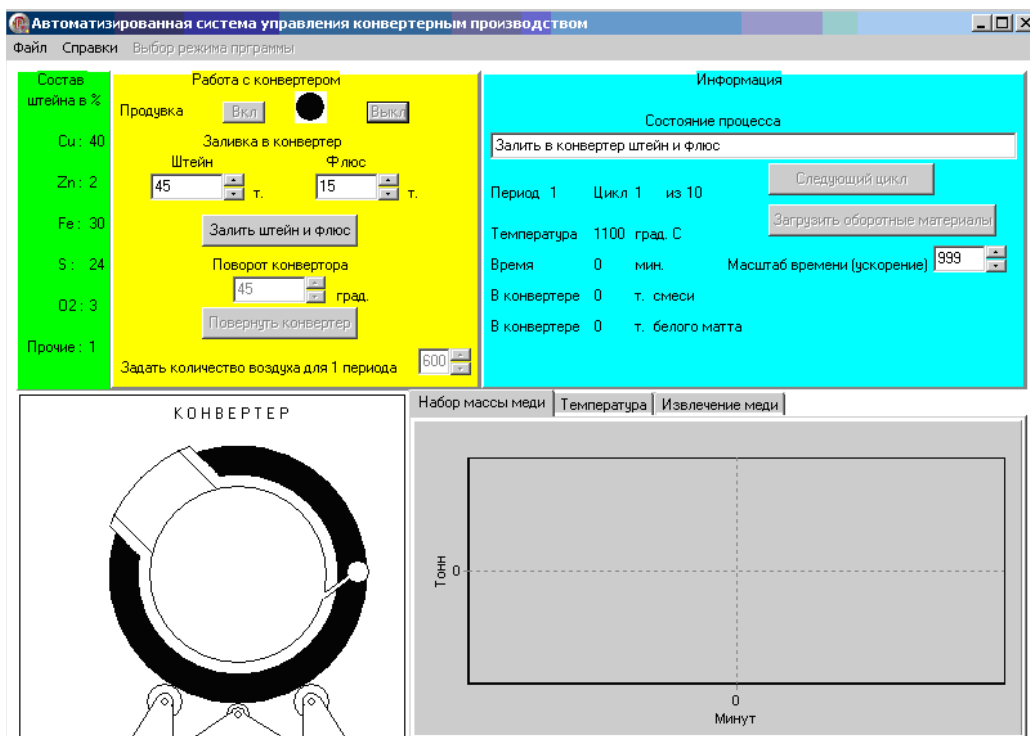 Автоматизированная система управления конвертерным производством
Файл Справки Выбор режима прграммы
Состав
штейна в %
Cu : 40
Zn : 2
Fe : 30
S : 24
O2 : 3
Прочие : 1
Работа с конвертером
Продувка Вкл Выкл
Заливка в конвертер
Штейн Флюс
45 т. 15 т.
Залить штейн и флюс
Поворот конвертора
45 град.
Повернуть конвертер
Задать количество воздуха для 1 периода 600
Информация
Состояние процесса
Залить в конвертер штейн и флюс
Период 1 Цикл 1 из 10 Следующий цикл
Загрузить оборотные материалы
Температура 1100 град. С
Время 0 мин. Масштаб времени (ускорение) 999
В конвертере 0 т. смеси
В конвертере 0 т. белого матта
КОНВЕРТЕР
Набор массы меди Температура Извлечение меди
Тонн
0
0
Минут